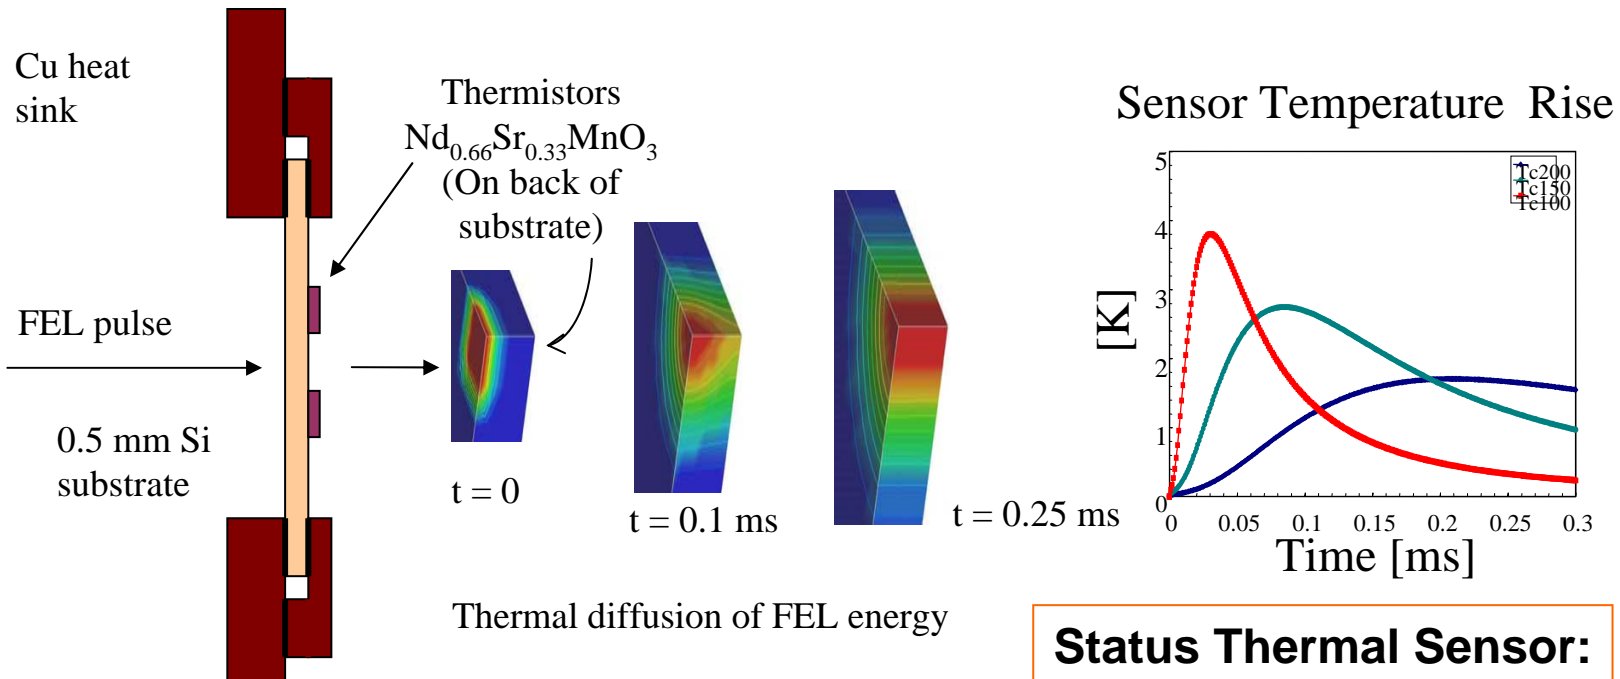 Cu heat
sink
Thermistors
Nd0.66Sr0.33MnO3
(On back of
substrate)
FEL pulse
0.5 mm Si
substrate
t = 0
t = 0.1 ms
t = 0.25 ms
Thermal diffusion of FEL energy
Sensor Temperature Rise
[K]
5
4
3
2
1
0
Tc200
Tc150
Tc100
0 0.05 0.1 0.15 0.2 0.25 0.3
Time [ms]
Status Thermal Sensor: